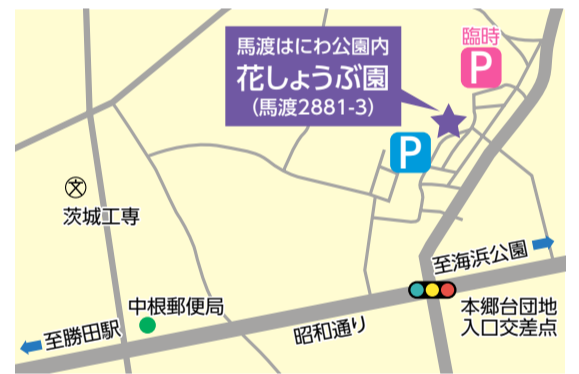 馬渡はにわ公園内
花しょうぶ園
(馬渡2881-3)
臨時
P
P
文
茨城工専
至海浜公園
中根郵便局
本郷台団地
入口交差点
至勝田駅
昭和通り